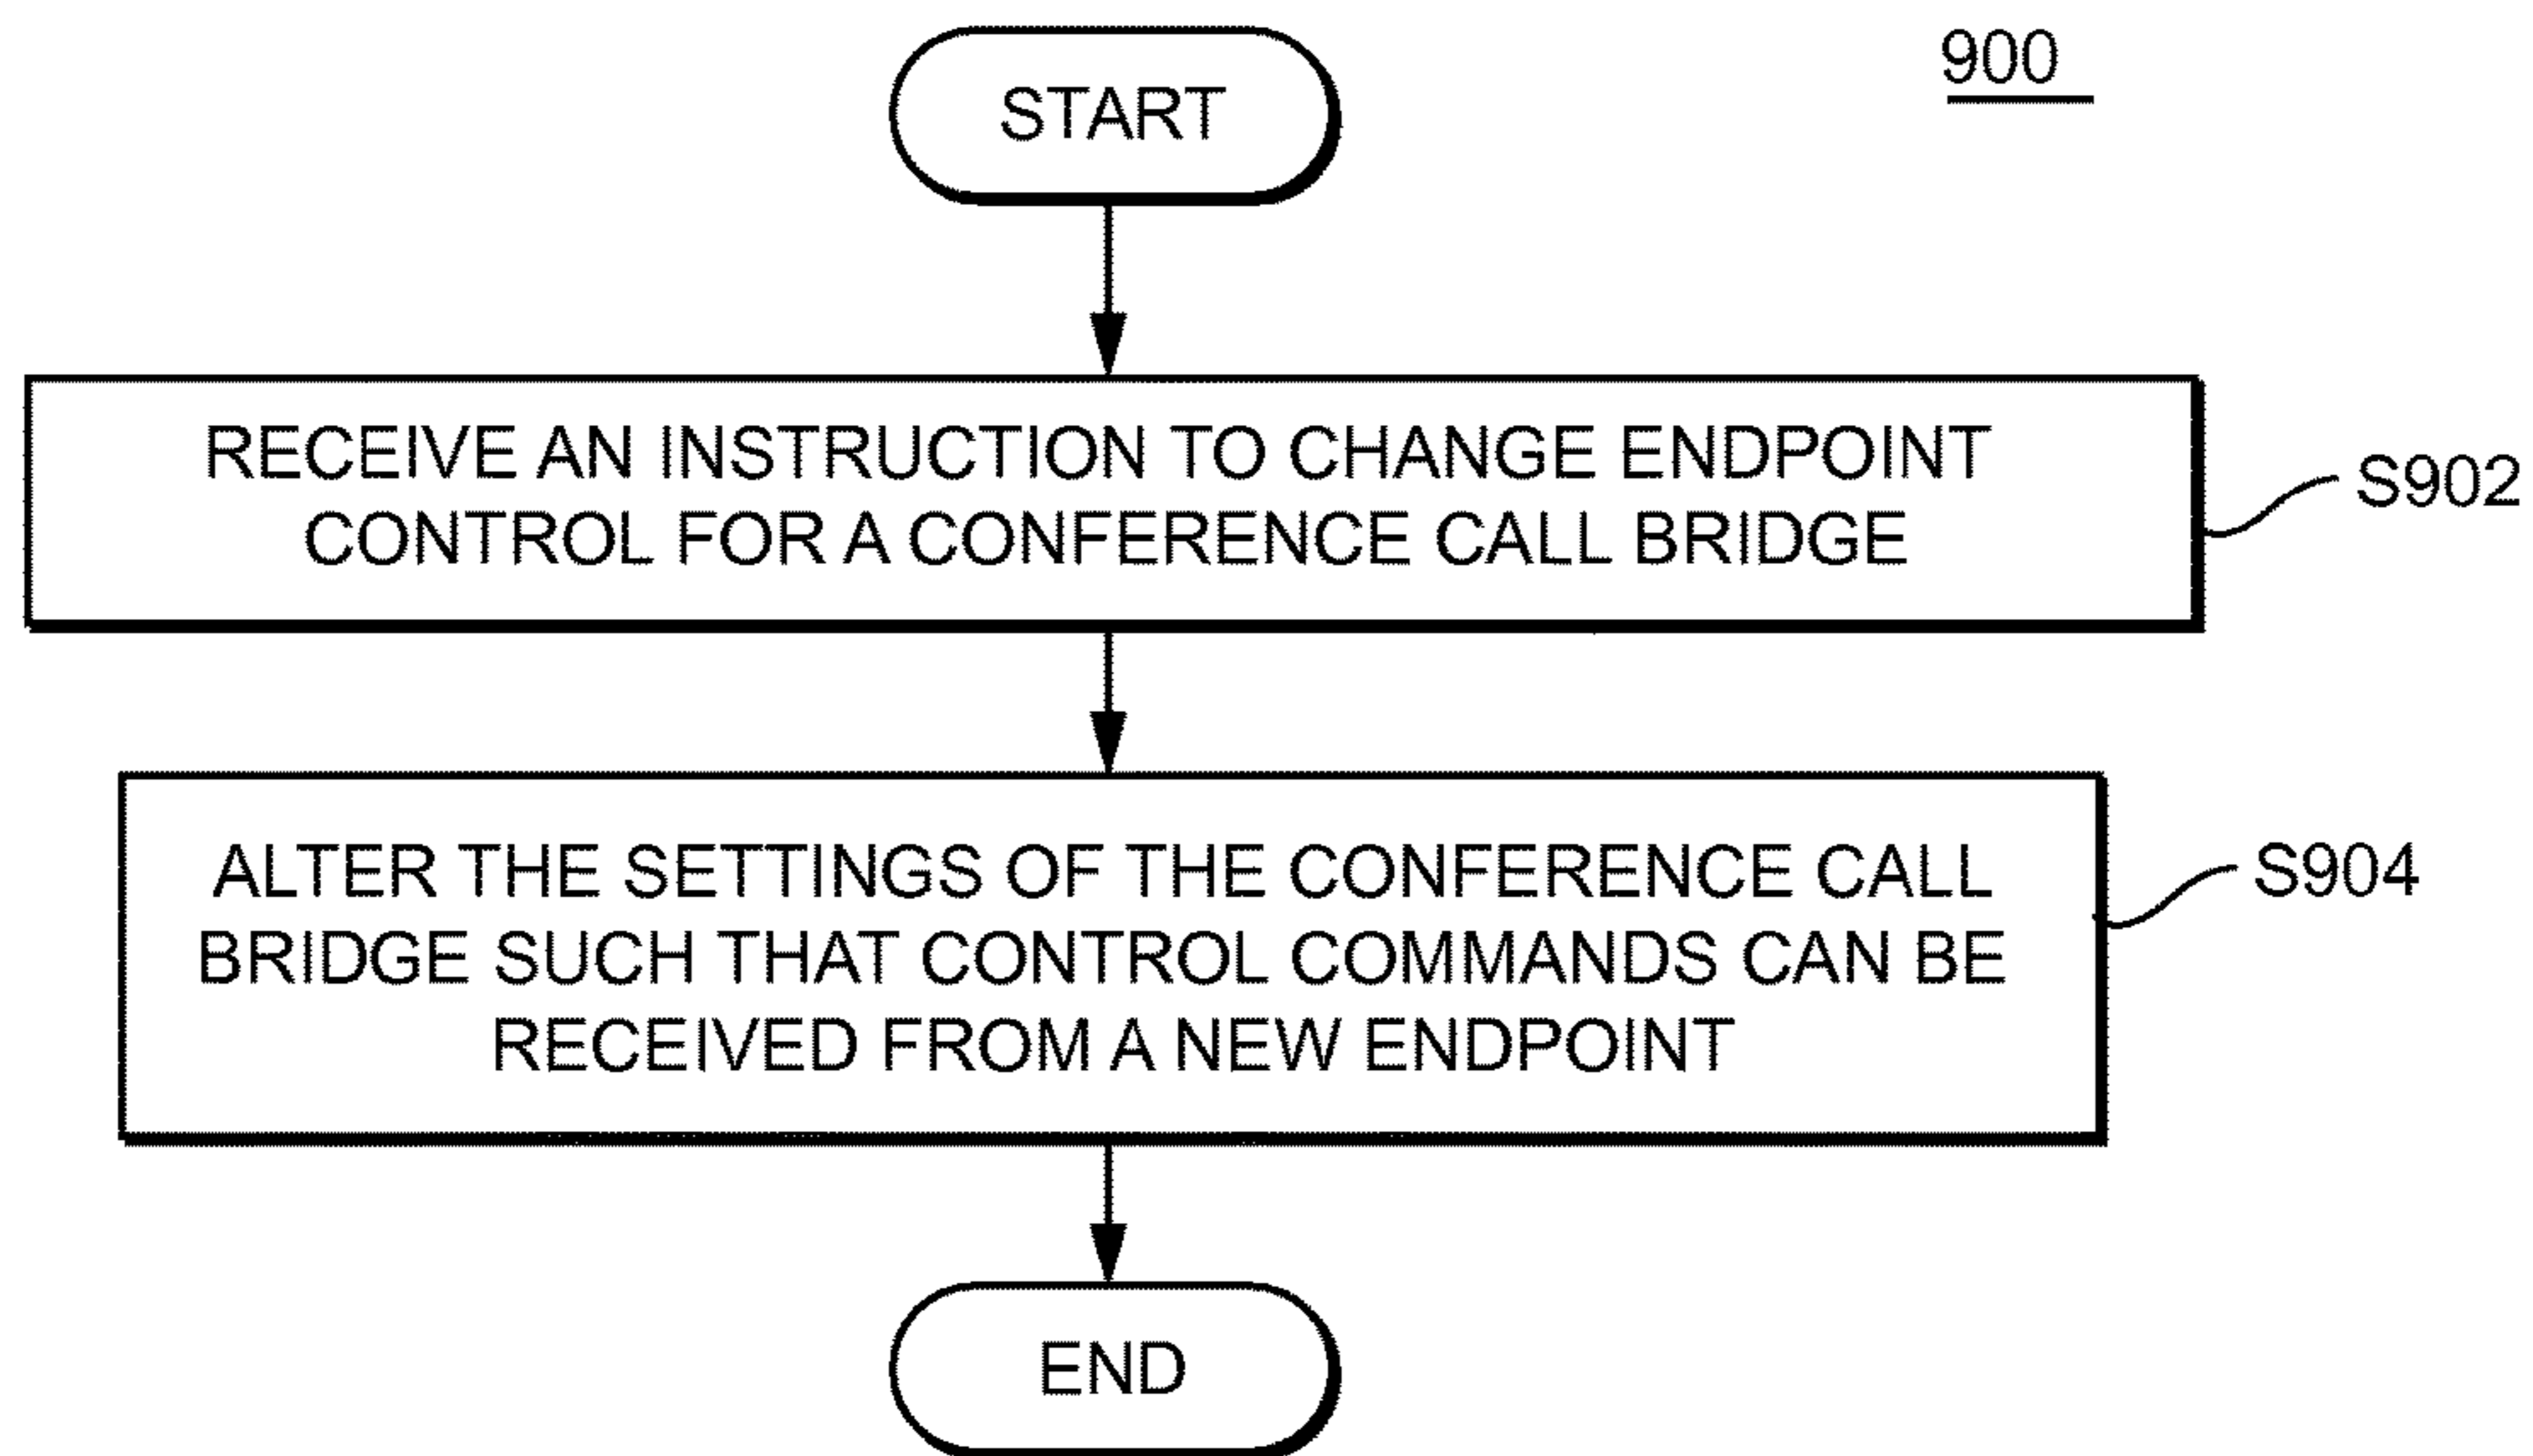 900
START
RECEIVE AN INSTRUCTION TO CHANGE ENDPOINT
CONTROL FOR A CONFERENCE CALL BRIDGE
S902
ALTER THE SETTINGS OF THE CONFERENCE CALL
BRIDGE SUCH THAT CONTROL COMMANDS CAN BE
RECEIVED FROM A NEW ENDPOINT
S904
END